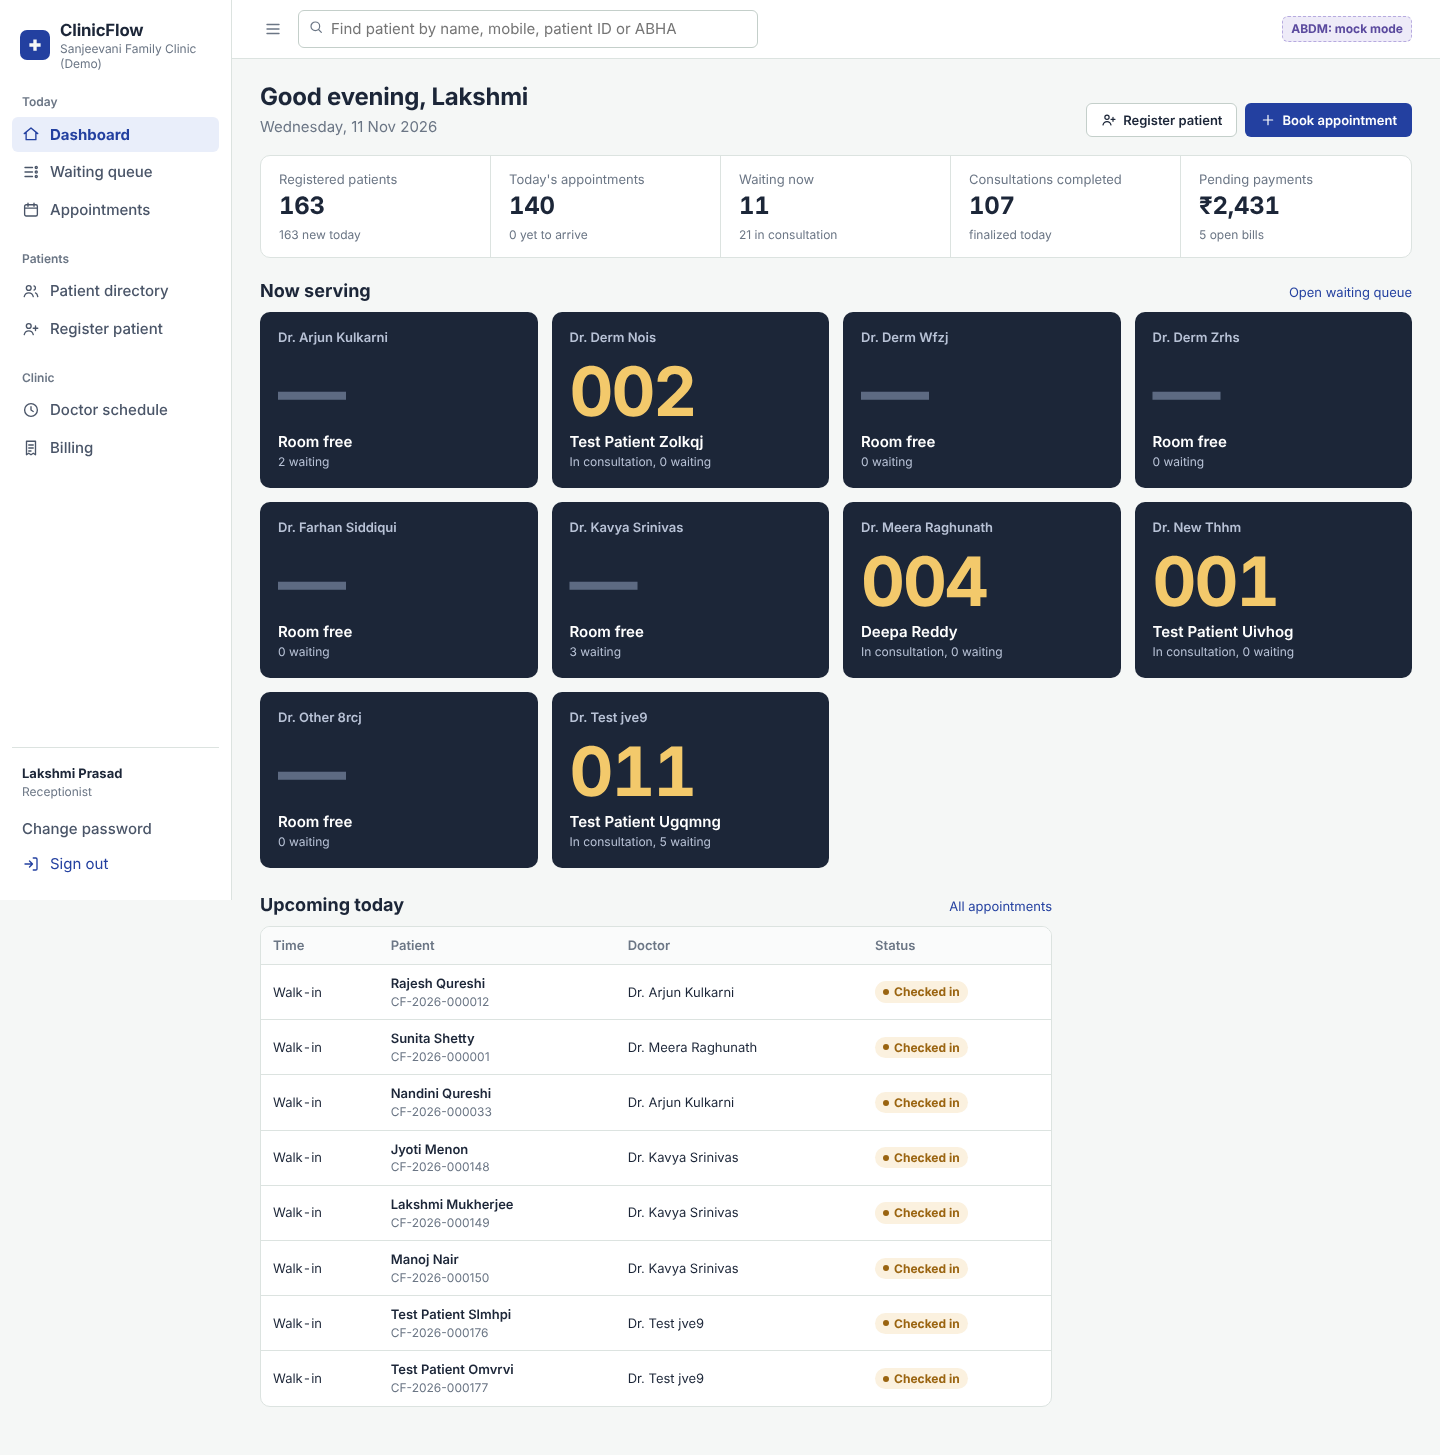 ClinicFlow
Sanjeevani Family Clinic
(Demo)
Today
Dashboard
Waiting queue
Appointments
Patients
Patient directory
Register patient
Clinic
Doctor schedule
Billing
Lakshmi Prasad
Receptionist
Change password
Sign out
Find patient by name, mobile, patient ID or ABHA
ABDM: mock mode
Good evening, Lakshmi
Wednesday, 11 Nov 2026
Register patient
Book appointment
Registered patients
163
163 new today
Today's appointments
140
0 yet to arrive
Waiting now
11
21 in consultation
Consultations completed
107
finalized today
Pending payments
₹2,431
5 open bills
Now serving
Open waiting queue
Dr. Arjun Kulkarni
—
Room free
2 waiting
Dr. Derm Nois
002
Test Patient Zolkqj
In consultation, 0 waiting
Dr. Derm Wfzj
—
Room free
0 waiting
Dr. Derm Zrhs
—
Room free
0 waiting
Dr. Farhan Siddiqui
—
Room free
0 waiting
Dr. Kavya Srinivas
—
Room free
3 waiting
Dr. Meera Raghunath
004
Deepa Reddy
In consultation, 0 waiting
Dr. New Thhm
001
Test Patient Uivhog
In consultation, 0 waiting
Dr. Other 8rcj
—
Room free
0 waiting
Dr. Test jve9
011
Test Patient Ugqmng
In consultation, 5 waiting
Upcoming today
All appointments
Time Patient Doctor Status
Walk-in Rajesh Qureshi Dr. Arjun Kulkarni Checked in
CF-2026-000012
Walk-in Sunita Shetty Dr. Meera Raghunath Checked in
CF-2026-000001
Walk-in Nandini Qureshi Dr. Arjun Kulkarni Checked in
CF-2026-000033
Walk-in Jyoti Menon Dr. Kavya Srinivas Checked in
CF-2026-000148
Walk-in Lakshmi Mukherjee Dr. Kavya Srinivas Checked in
CF-2026-000149
Walk-in Manoj Nair Dr. Kavya Srinivas Checked in
CF-2026-000150
Walk-in Test Patient Slmhpi Dr. Test jve9 Checked in
CF-2026-000176
Walk-in Test Patient Omvrvi Dr. Test jve9 Checked in
CF-2026-000177